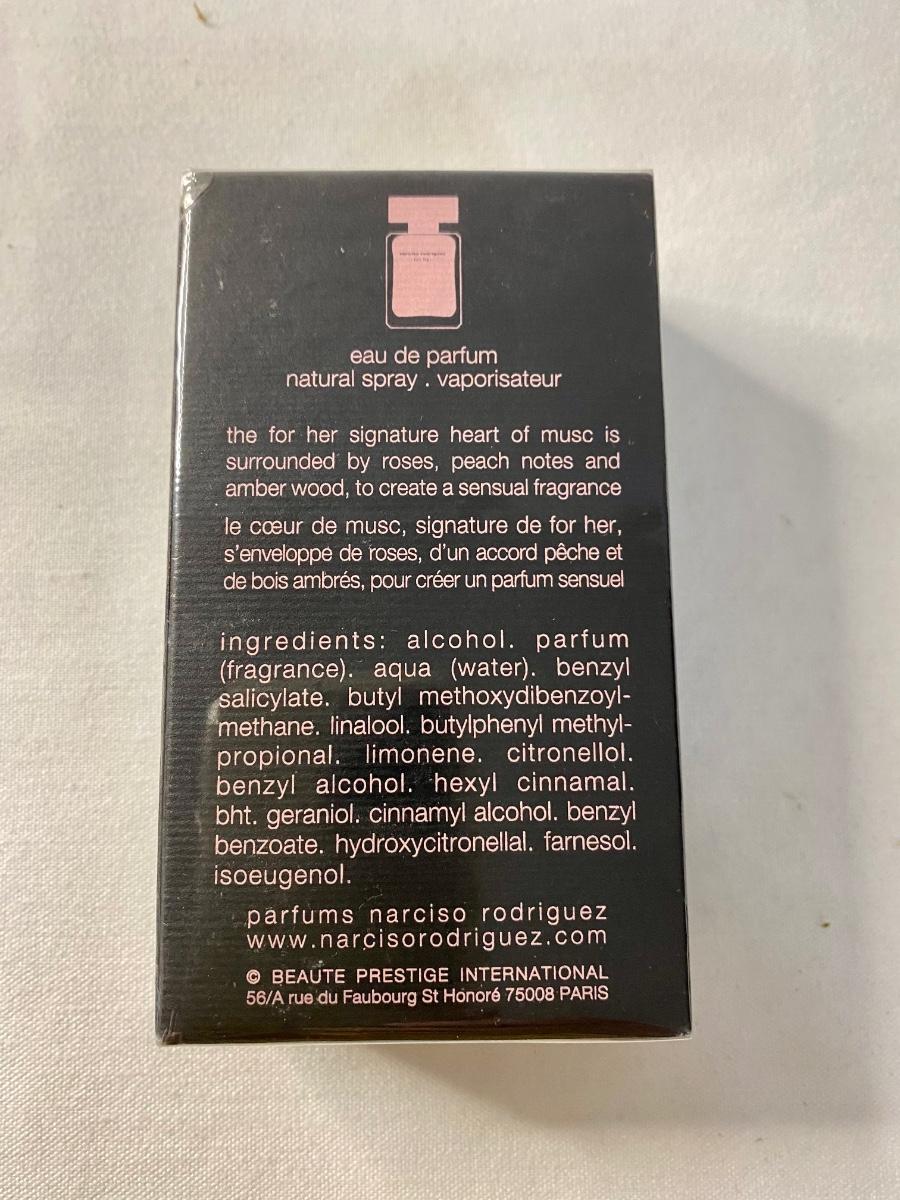 eau de parfum
natural spray . vaporisateur
the for her signature heart of musc is
surrounded by roses, peach notes and
amber wood, to create a sensual fragrance
le cœur de musc, signature de for her,
s'enveloppe de roses, d'un accord pêche et
de bois ambrés, pour créer un parfum sensuel
ingredients: alcohol. parfum
(fragrance). aqua (water). benzyl
salicylate. butyl methoxydibenzoyl-
methane. linalool. butylphenyl methyl-
propional. limonene. citronellol.
benzyl alcohol. hexyl cinnamal.
bht. geraniol. cinnamyl alcohol. benzyl
benzoate. hydroxycitronellal. farnesol.
isoeugenol.
parfums narciso rodriguez
www.narcisorodriguez.com
© BEAUTE PRESTIGE INTERNATIONAL
56/A rue du Faubourg St Honoré 75008 PARIS